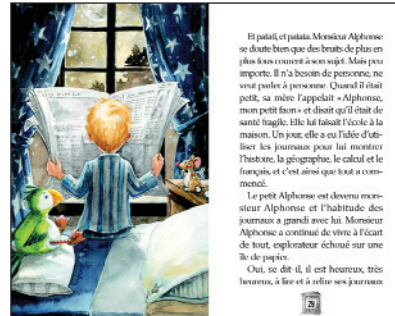 Et patati, et patata. Monsieur Alphonse
se doute bien que des bruits de plus en
plus fous courent à son sujet. Mais peu
importe. Il n'a besoin de personne, ne
veut parler à personne. Quand il était
petit, sa mère l'appelait « Alphonse,
mon petit faon » et disait qu'il était de
santé fragile. Elle lui faisait l'école à la
maison. Un jour, elle a eu l'idée d'uti-
liser les journaux pour lui montrer
l'histoire, la géographie, le calcul et le
français, et c'est ainsi que tout a com-
mencé.
Le petit Alphonse est devenu mon-
sieur Alphonse et l'habitude des
journaux a grandi avec lui. Monsieur
Alphonse a continué de vivre à l'écart
de tout, explorateur échoué sur une
île de papier.
Oui, se dit-il, il est heureux, très
heureux, à lire et à relire ses journaux
29